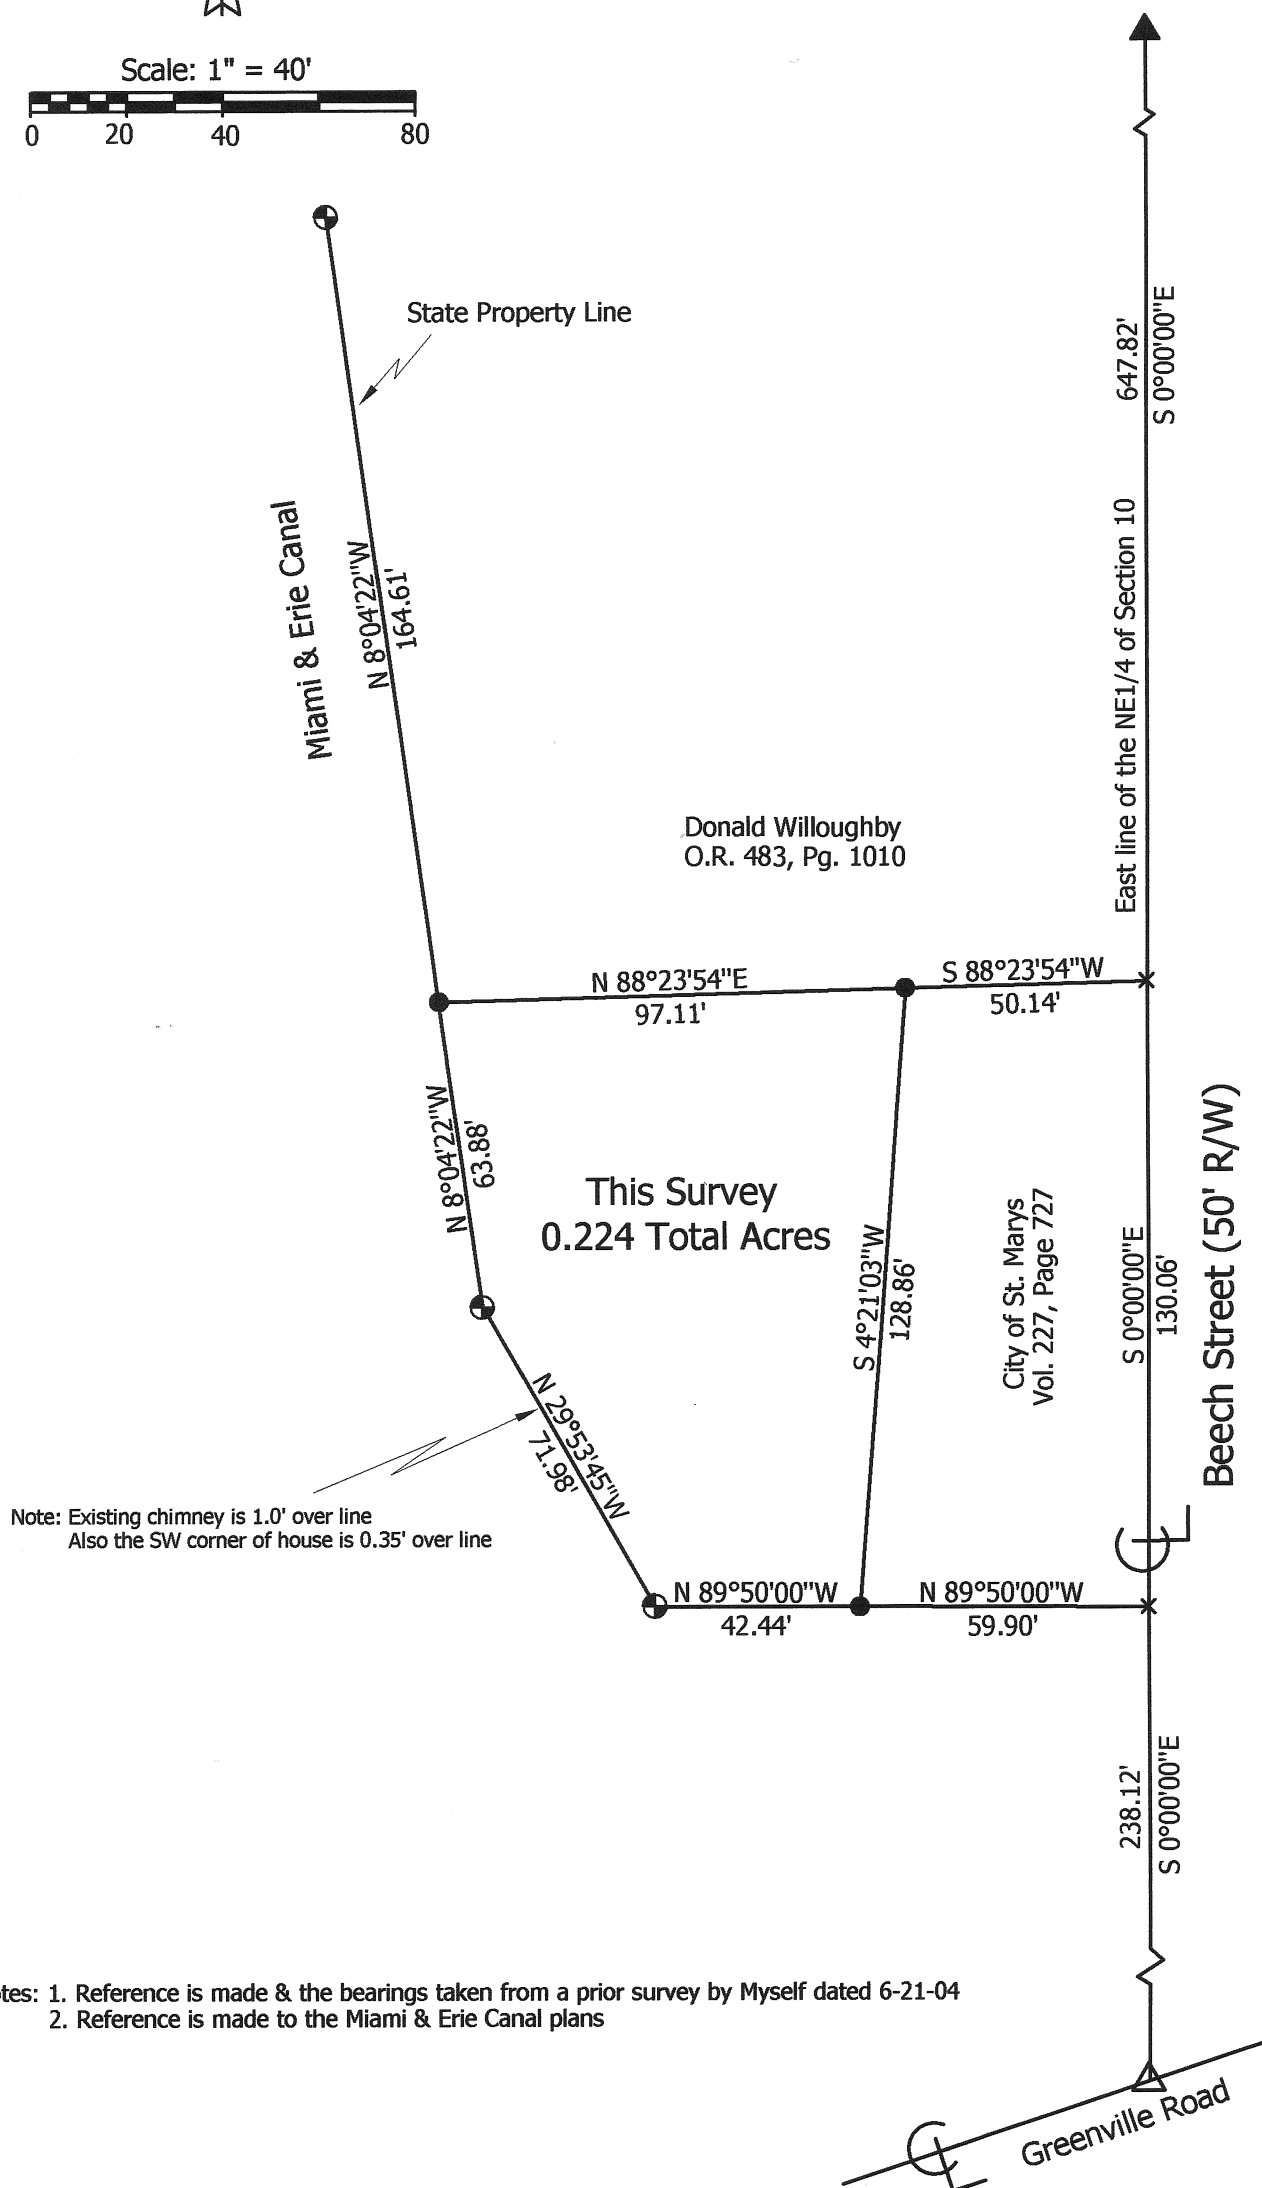 Scale: 1" = 40'
0 20 40 80
State Property Line
647.82'
S 0°00'00"E
Miami & Erie Canal
N 8°04'22"W
164.61'
East line of the NE1/4 of Section 10
Donald Willoughby
O.R. 483, Pg. 1010
N 88°23'54"E
97.11'
S 88°23'54"W
50.14'
N 8°04'22"W
63.88'
This Survey
0.224 Total Acres
S 4°21'03"W
128.86'
City of St. Marys
Vol. 227, Page 727
S 0°00'00"E
130.06'
Beech Street (50' R/W)
N 29°53'45"W
71.98'
Note: Existing chimney is 1.0' over line
Also the SW corner of house is 0.35' over line
N 89°50'00"W
42.44'
N 89°50'00"W
59.90'
238.12'
S 0°00'00"E
tes: 1. Reference is made & the bearings taken from a prior survey by Myself dated 6-21-04
2. Reference is made to the Miami & Erie Canal plans
Greenville Road